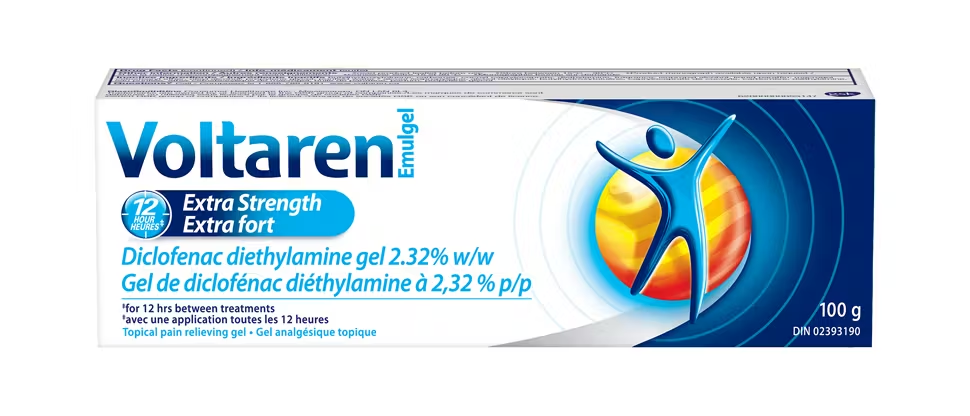 Voltaren
Emulgel
12
HOUR
HEURES‡
Extra Strength
Extra fort
Diclofenac diethylamine gel 2.32% w/w
Gel de diclofénac diéthylamine à 2,32 % p/p
‡for 12 hrs between treatments
‡avec une application toutes les 12 heures
Topical pain relieving gel • Gel analgésique topique
100 g
DIN 02393190